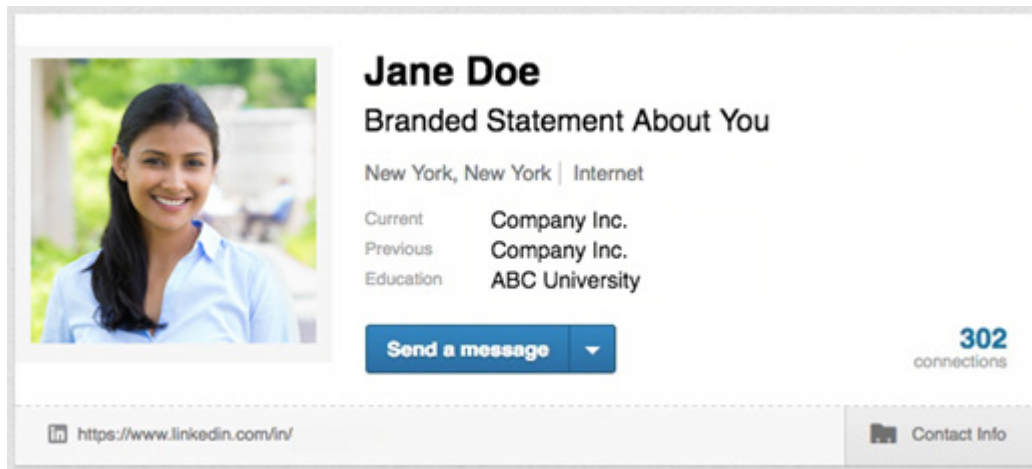 Jane Doe
Branded Statement About You
New York, New York | Internet
Current Company Inc.
Previous Company Inc.
Education ABC University
Send a message
302
connections
in https://www.linkedin.com/in/
Contact Info